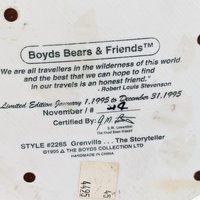 Boyds Bears & Friends™
"We are all travellers in the wilderness of this world
and the best that we can hope to find
in our travels is an honest friend."
- Robert Louis Stevenson
Limited Edition January 1.1995 to December 31.1995
November / #
Certified By:
G.M. Lowenthal
The Head Bean Hisself
STYLE #2265 Grenville . . . The Storyteller
©1995 ⚠ THE BOYDS COLLECTION LTD
HANDMADE IN CHINA
4495
45